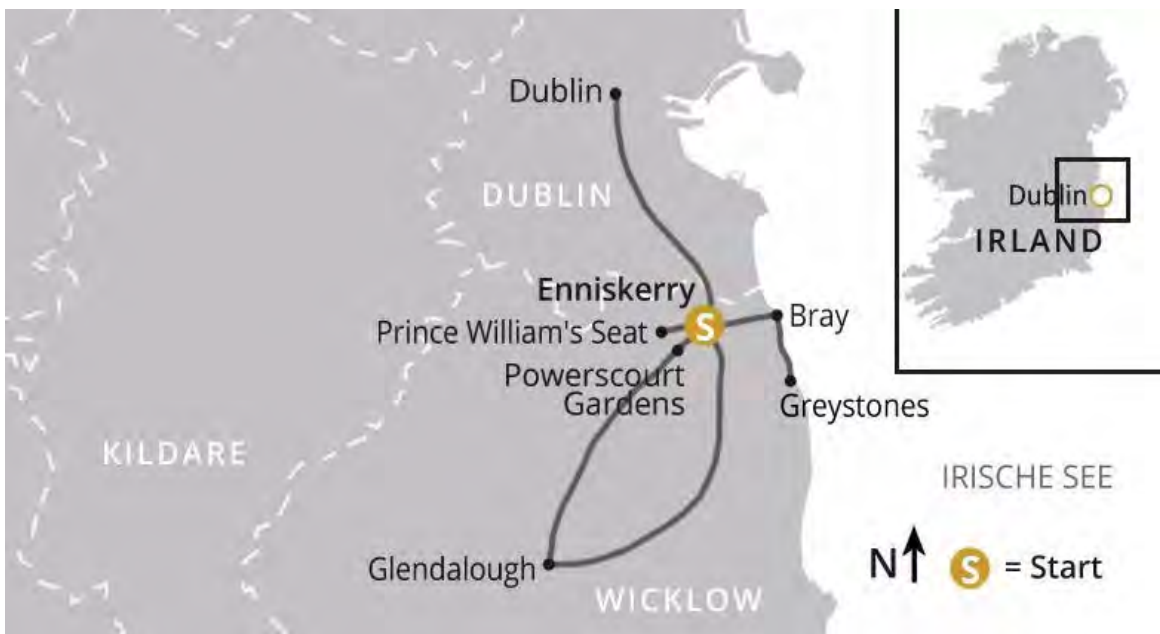 Dublin
DUBLIN
Enniskerry
S
Prince William's Seat
Bray
Powerscourt
Gardens
Greystones
KILDARE
Glendalough
WICKLOW
Dublin
IRLAND
IRISCHE SEE
N
S = Start